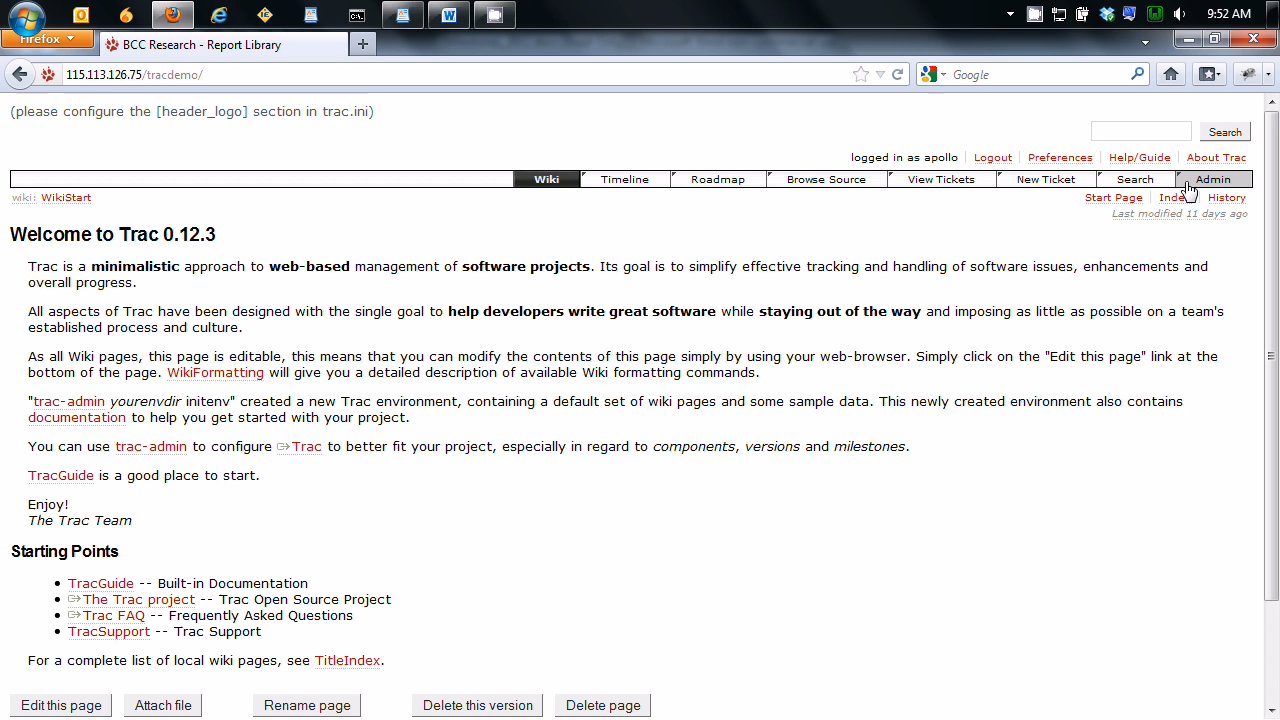 9:52 AM
Firefox
BCC Research - Report Library
115.113.126.75/tracdemo/
Google
(please configure the [header_logo] section in trac.ini)
Search
logged in as apollo Logout Preferences Help/Guide About Trac
Wiki Timeline Roadmap Browse Source View Tickets New Ticket Search Admin
wiki: WikiStart Start Page Index History
Last modified 11 days ago
Welcome to Trac 0.12.3
Trac is a minimalistic approach to web-based management of software projects. Its goal is to simplify effective tracking and handling of software issues, enhancements and
overall progress.
All aspects of Trac have been designed with the single goal to help developers write great software while staying out of the way and imposing as little as possible on a team's
established process and culture.
As all Wiki pages, this page is editable, this means that you can modify the contents of this page simply by using your web-browser. Simply click on the "Edit this page" link at the
bottom of the page. WikiFormatting will give you a detailed description of available Wiki formatting commands.
"trac-admin yourenvdir initenv" created a new Trac environment, containing a default set of wiki pages and some sample data. This newly created environment also contains
documentation to help you get started with your project.
You can use trac-admin to configure Trac to better fit your project, especially in regard to components, versions and milestones.
TracGuide is a good place to start.
Enjoy!
The Trac Team
Starting Points
• TracGuide -- Built-in Documentation
• The Trac project -- Trac Open Source Project
• Trac FAQ -- Frequently Asked Questions
• TracSupport -- Trac Support
For a complete list of local wiki pages, see TitleIndex.
Edit this page Attach file Rename page Delete this version Delete page